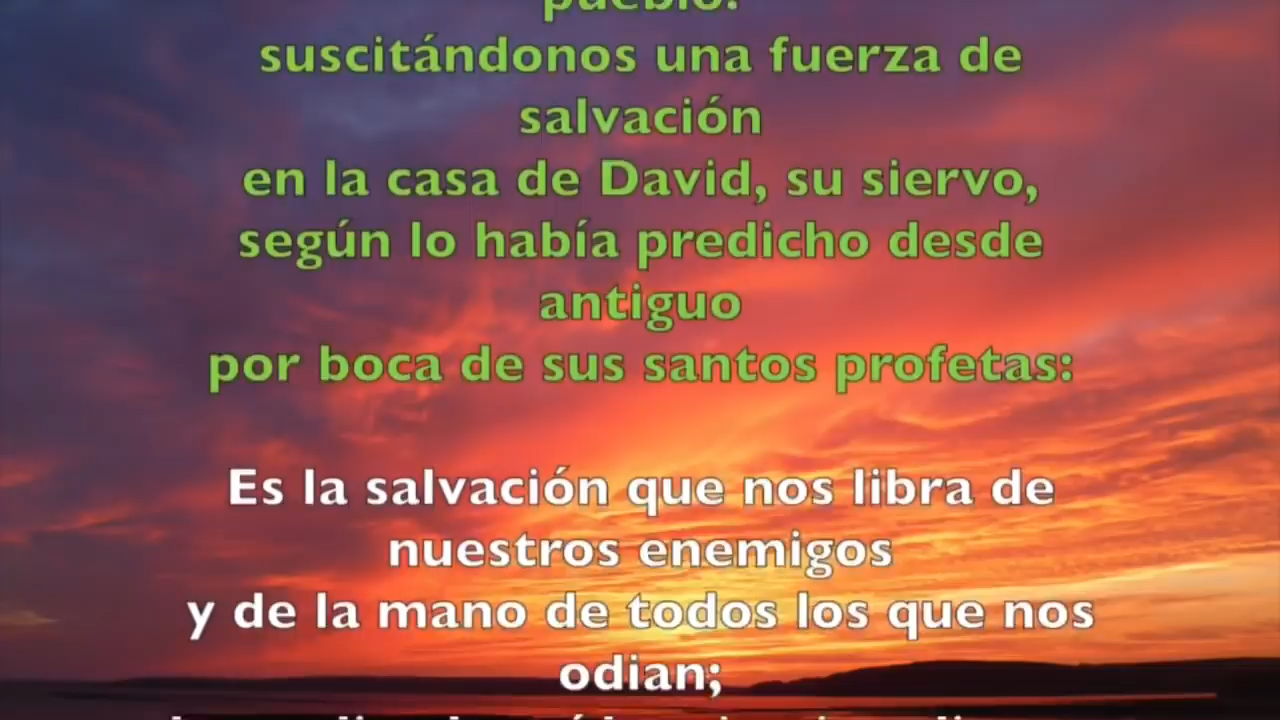 pueblo:
suscitándonos una fuerza de
salvación
en la casa de David, su siervo,
según lo había predicho desde
antiguo
por boca de sus santos profetas:
Es la salvación que nos libra de
nuestros enemigos
y de la mano de todos los que nos
odian;